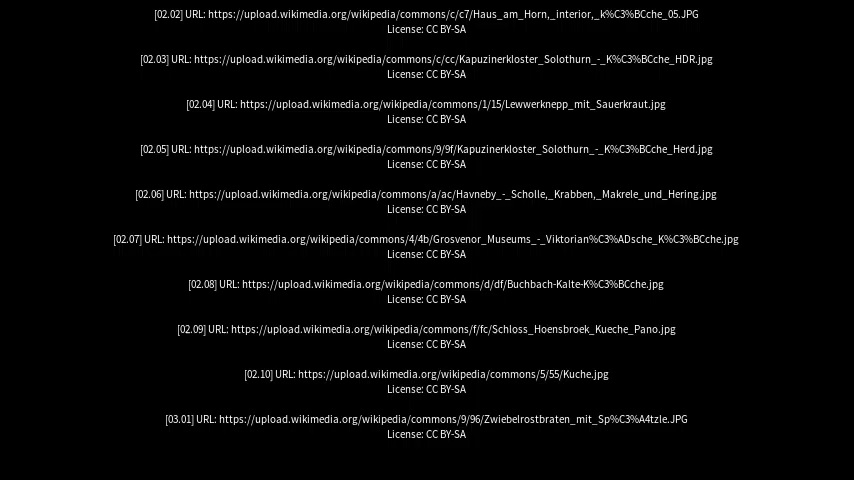 [02.02] URL: https://upload.wikimedia.org/wikipedia/commons/c/c7/Haus_am_Horn,_interior,_k%C3%BCche_05.JPG
License: CC BY-SA
[02.03] URL: https://upload.wikimedia.org/wikipedia/commons/c/cc/Kapuzinerkloster_Solothurn_-_K%C3%BCche_HDR.jpg
License: CC BY-SA
[02.04] URL: https://upload.wikimedia.org/wikipedia/commons/1/15/Lewwerknepp_mit_Sauerkraut.jpg
License: CC BY-SA
[02.05] URL: https://upload.wikimedia.org/wikipedia/commons/9/9f/Kapuzinerkloster_Solothurn_-_K%C3%BCche_Herd.jpg
License: CC BY-SA
[02.06] URL: https://upload.wikimedia.org/wikipedia/commons/a/ac/Havneby_-_Scholle,_Krabben,_Makrele_und_Hering.jpg
License: CC BY-SA
[02.07] URL: https://upload.wikimedia.org/wikipedia/commons/4/4b/Grosvenor_Museums_-_Viktorian%C3%ADsche_K%C3%BCche.jpg
License: CC BY-SA
[02.08] URL: https://upload.wikimedia.org/wikipedia/commons/d/df/Buchbach-Kalte-K%C3%BCche.jpg
License: CC BY-SA
[02.09] URL: https://upload.wikimedia.org/wikipedia/commons/f/fc/Schloss_Hoensbroek_Kueche_Pano.jpg
License: CC BY-SA
[02.10] URL: https://upload.wikimedia.org/wikipedia/commons/5/55/Kuche.jpg
License: CC BY-SA
[03.01] URL: https://upload.wikimedia.org/wikipedia/commons/9/96/Zwiebelrostbraten_mit_Sp%C3%A4tzle.JPG
License: CC BY-SA